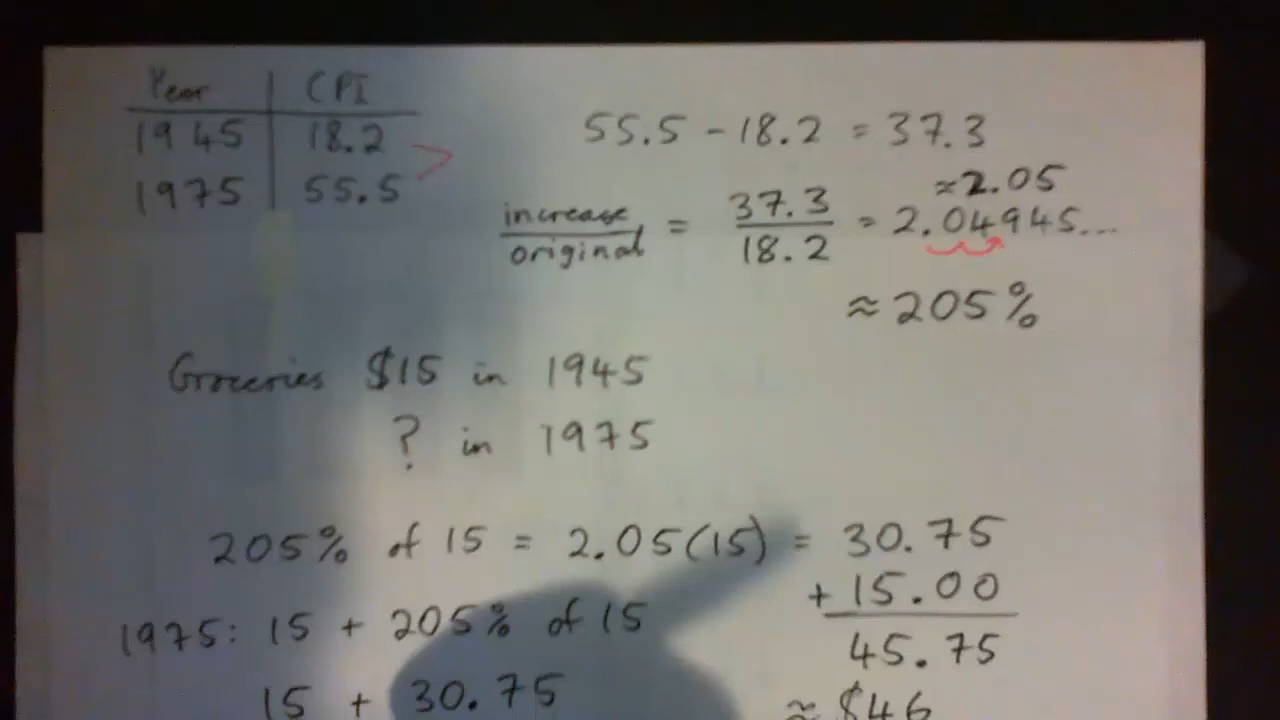 Year CPI
1945 18.2
1975 55.5
55.5 - 18.2 = 37.3
≈2.05
increase/original = 37.3/18.2 = 2.04945...
≈ 205%
Groceries $15 in 1945
? in 1975
205% of 15 = 2.05(15) = 30.75
+ 15.00
45.75
≈ $46
1975: 15 + 205% of 15
15 + 30.75